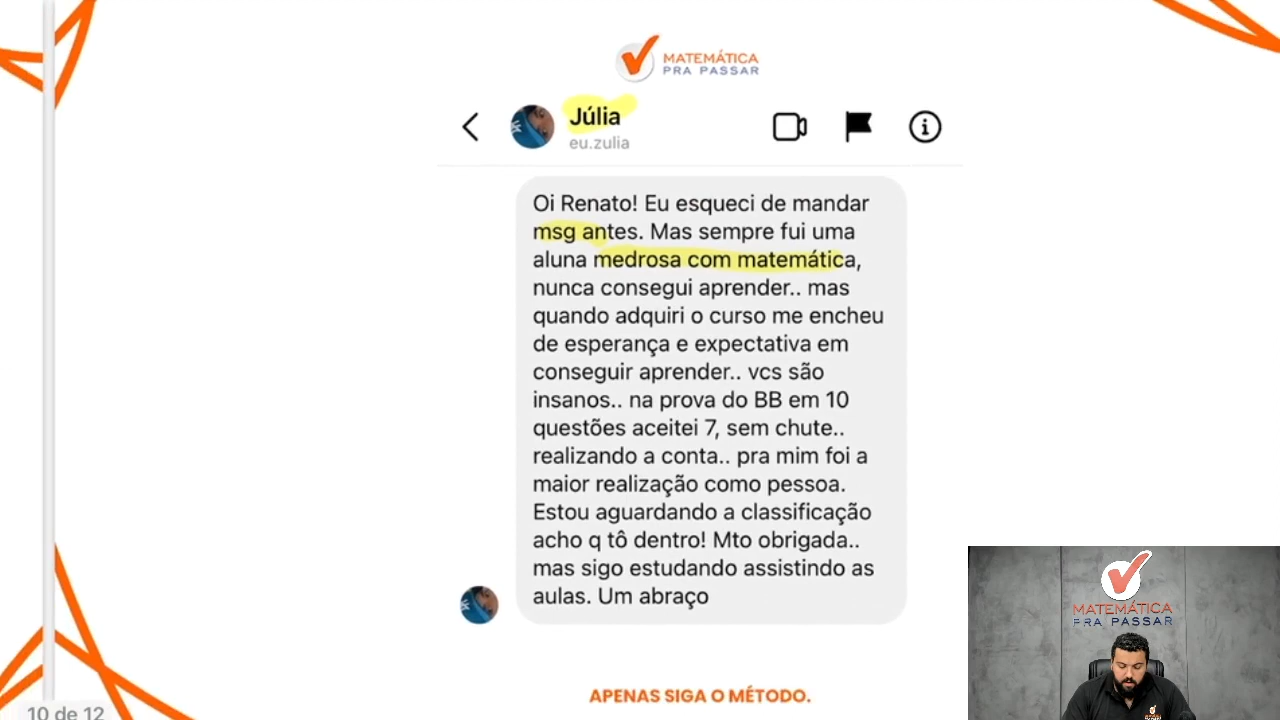 MATEMÁTICA
PRA PASSAR
Júlia
eu.zulia
Oi Renato! Eu esqueci de mandar
msg antes. Mas sempre fui uma
aluna medrosa com matemática,
nunca consegui aprender.. mas
quando adquiri o curso me encheu
de esperança e expectativa em
conseguir aprender.. vcs são
insanos.. na prova do BB em 10
questões aceitei 7, sem chute..
realizando a conta.. pra mim foi a
maior realização como pessoa.
Estou aguardando a classificação
acho q tô dentro! Mto obrigada..
mas sigo estudando assistindo as
aulas. Um abraço
MATEMÁTICA
PRA PASSAR
APENAS SIGA O MÉTODO.
10 de 12